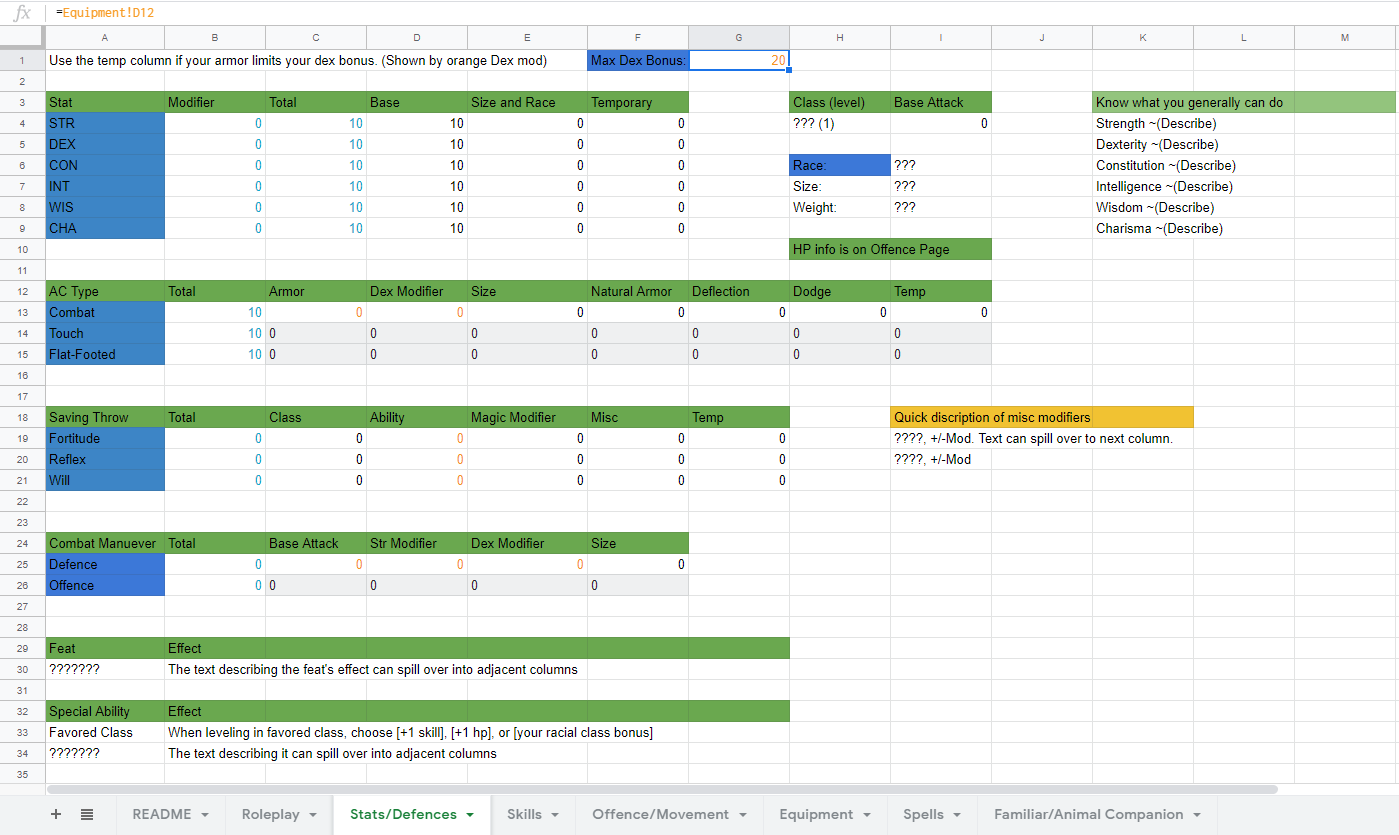 fx =Equipment!D12
A B C D E F G H I J K L M
1 Use the temp column if your armor limits your dex bonus. (Shown by orange Dex mod) Max Dex Bonus: 20
2
3 Stat Modifier Total Base Size and Race Temporary Class (level) Base Attack Know what you generally can do
4 STR 0 10 10 0 0 ??? (1) 0 Strength ~(Describe)
5 DEX 0 10 10 0 0 Dexterity ~(Describe)
6 CON 0 10 10 0 0 Race: ??? Constitution ~(Describe)
7 INT 0 10 10 0 0 Size: ??? Intelligence ~(Describe)
8 WIS 0 10 10 0 0 Weight: ??? Wisdom ~(Describe)
9 CHA 0 10 10 0 0 Charisma ~(Describe)
10 HP info is on Offence Page
11
12 AC Type Total Armor Dex Modifier Size Natural Armor Deflection Dodge Temp
13 Combat 10 0 0 0 0 0 0 0
14 Touch 10 0 0 0 0 0 0 0
15 Flat-Footed 10 0 0 0 0 0 0 0
16
17
18 Saving Throw Total Class Ability Magic Modifier Misc Temp Quick discription of misc modifiers
19 Fortitude 0 0 0 0 0 0 ????, +/-Mod. Text can spill over to next column.
20 Reflex 0 0 0 0 0 0 ????, +/-Mod
21 Will 0 0 0 0 0 0
22
23
24 Combat Manuever Total Base Attack Str Modifier Dex Modifier Size
25 Defence 0 0 0 0 0
26 Offence 0 0 0 0 0
27
28
29 Feat Effect
30 ??????? The text describing the feat's effect can spill over into adjacent columns
31
32 Special Ability Effect
33 Favored Class When leveling in favored class, choose [+1 skill], [+1 hp], or [your racial class bonus]
34 ??????? The text describing it can spill over into adjacent columns
35
README Roleplay Stats/Defences Skills Offence/Movement Equipment Spells Familiar/Animal Companion